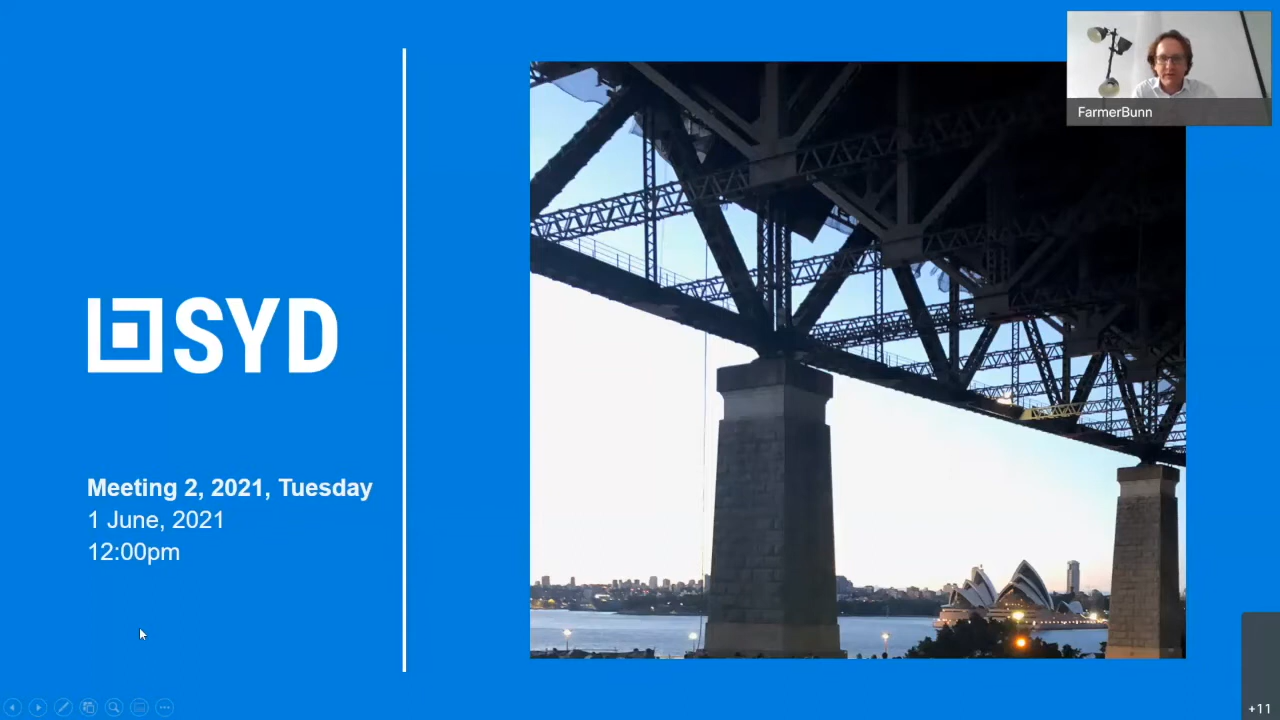 SYD
Meeting 2, 2021, Tuesday
1 June, 2021
12:00pm
FarmerBunn
+11